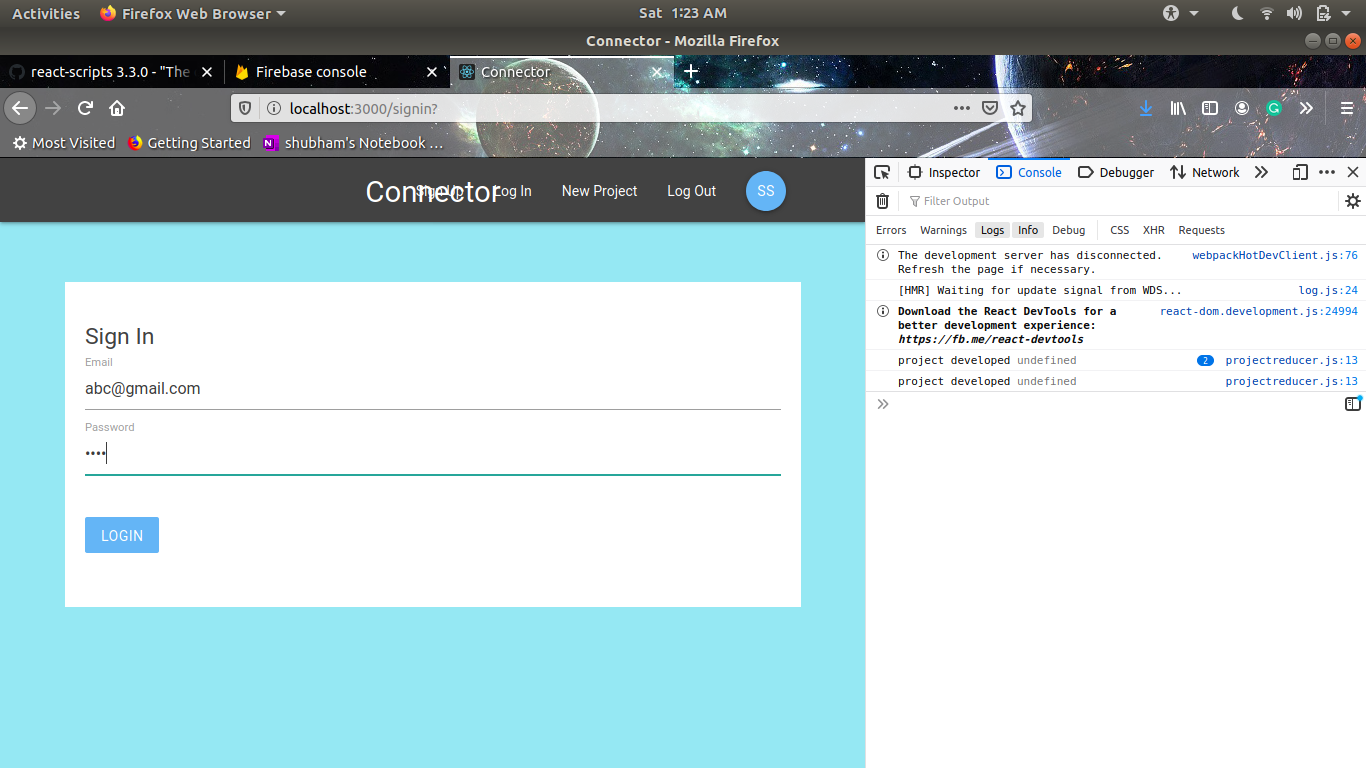 Activities Firefox Web Browser Sat 1:23 AM
Connector - Mozilla Firefox
react-scripts 3.3.0 - "The Firebase console Connector
localhost:3000/signin?
Most Visited Getting Started shubham's Notebook …
Connector Sign Up Log In New Project Log Out SS
Sign In
Email
abc@gmail.com
Password
••••
LOGIN
Inspector Console Debugger Network
Filter Output
Errors Warnings Logs Info Debug CSS XHR Requests
The development server has disconnected. webpackHotDevClient.js:76
Refresh the page if necessary.
[HMR] Waiting for update signal from WDS... log.js:24
Download the React DevTools for a react-dom.development.js:24994
better development experience:
https://fb.me/react-devtools
project developed undefined 2 projectreducer.js:13
project developed undefined projectreducer.js:13